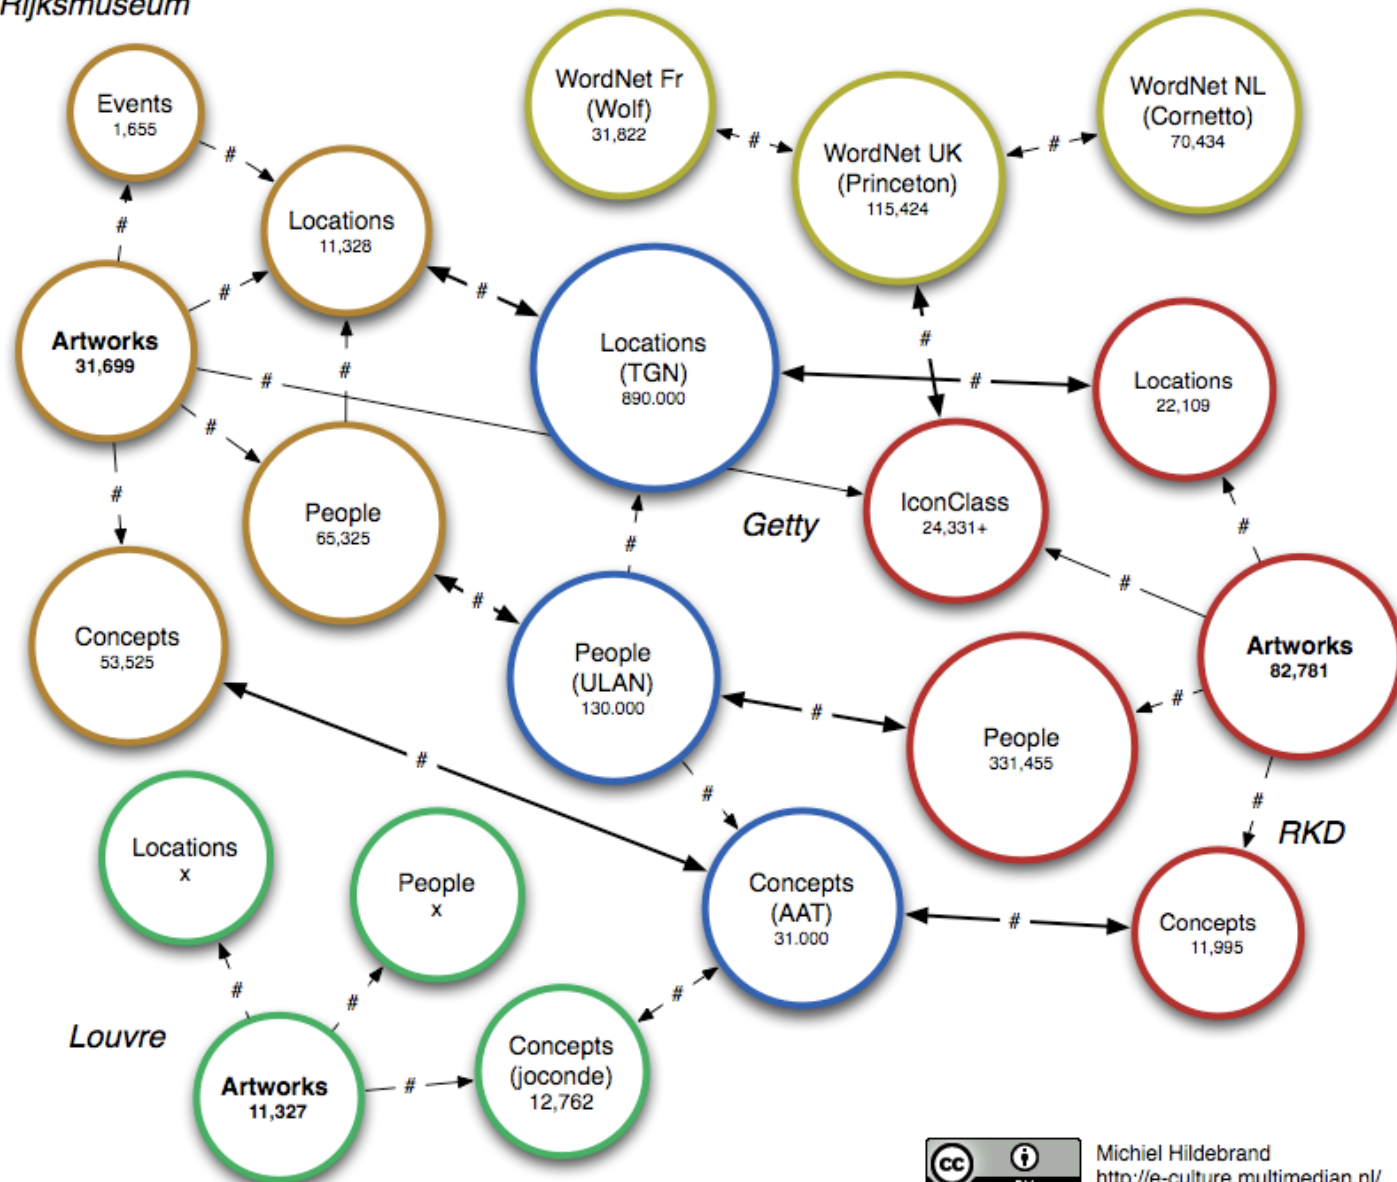 Rijksmuseum
Events
1,655
#
Locations
11,328
#
#
Artworks
31,699
#
#
#
#
People
65,325
#
Concepts
53,525
WordNet Fr
(Wolf)
31,822
#
WordNet UK
(Princeton)
115,424
#
WordNet NL
(Cornetto)
70,434
#
Locations
(TGN)
890.000
#
Locations
22,109
#
IconClass
24,331+
Getty
#
#
#
People
(ULAN)
130.000
#
People
331,455
#
Artworks
82,781
#
RKD
#
#
Concepts
(AAT)
31.000
#
Concepts
11,995
Locations
x
People
x
#
#
Louvre
Artworks
11,327
#
Concepts
(joconde)
12,762
#
cc
Michiel Hildebrand
http://e-culture.multimedian.nl/